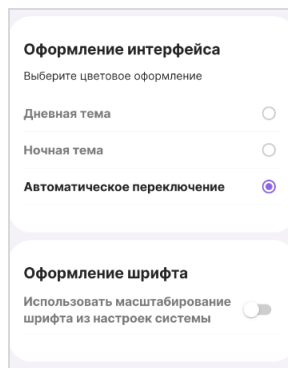 Оформление интерфейса
Выберите цветовое оформление
Дневная тема
Ночная тема
Автоматическое переключение
Оформление шрифта
Использовать масштабирование
шрифта из настроек системы